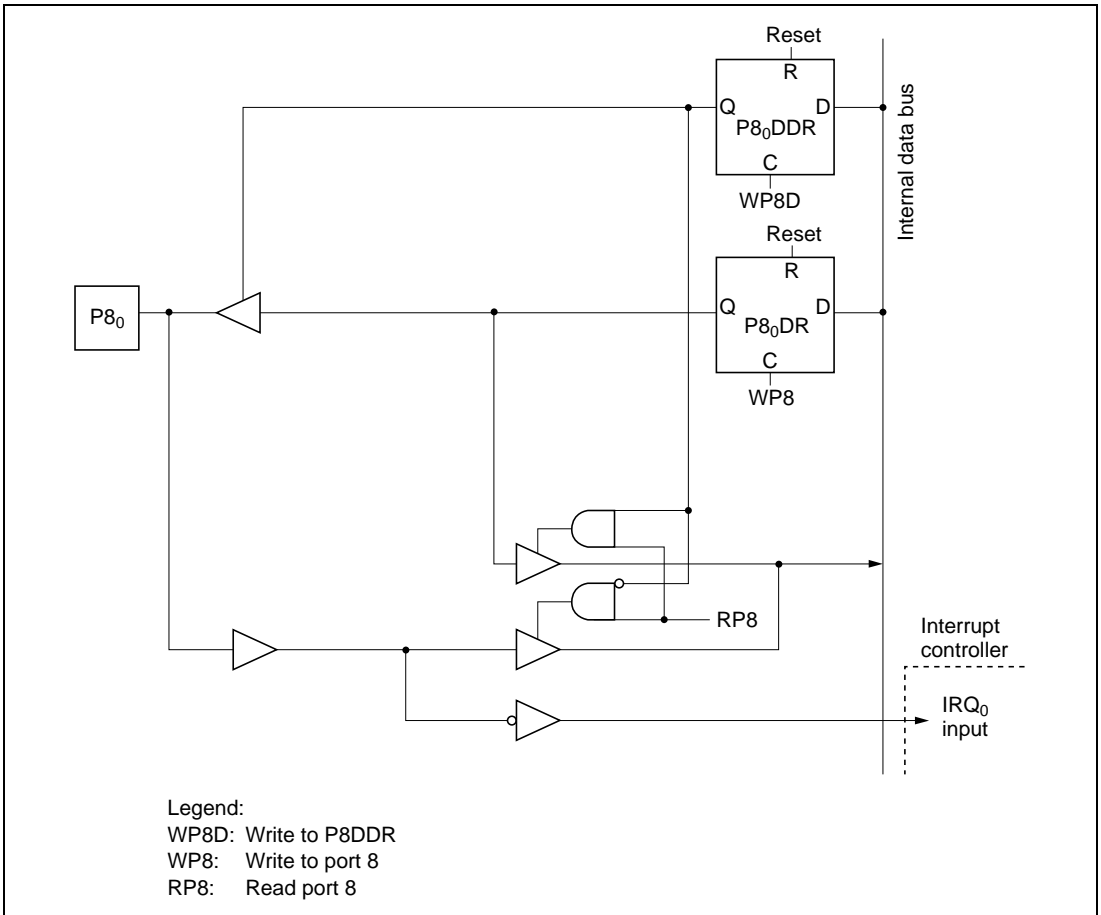 Reset
R
Q
D
P8₀DDR
C
WP8D
Internal data bus
Reset
R
Q
D
P8₀DR
C
WP8
P8₀
RP8
Interrupt
controller
IRQ₀
input
Legend:
WP8D: Write to P8DDR
WP8: Write to port 8
RP8: Read port 8